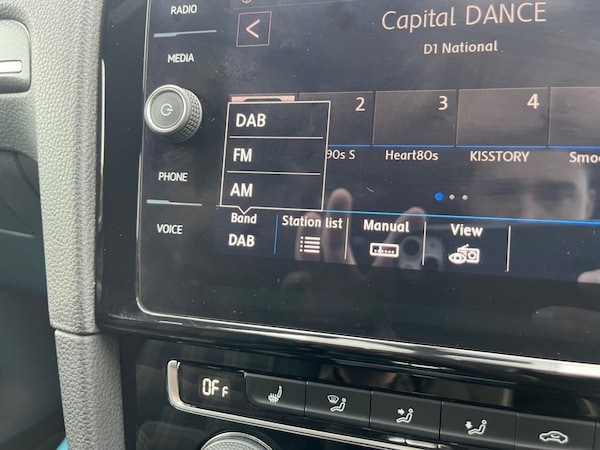 RADIO
Capital DANCE
D1 National
MEDIA
DAB
FM
AM
2
3
4
90s S
Heart80s
KISSTORY
Smoo
PHONE
VOICE
Band
DAB
Station list
Manual
View
OFF